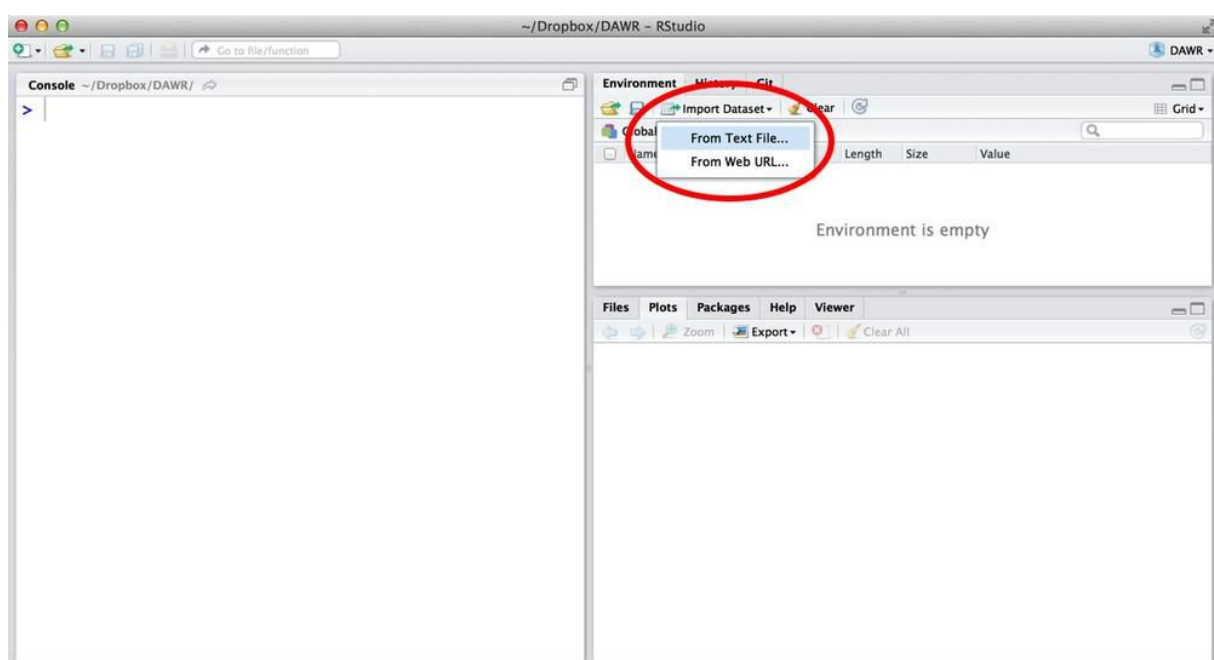 ~/Dropbox/DAWR - RStudio
Go to file/function
DAWR
Console ~/Dropbox/DAWR/
>
Environment History Git
Import Dataset Clear
Grid
From Text File...
From Web URL...
Length Size Value
Environment is empty
Files Plots Packages Help Viewer
Zoom Export Clear All